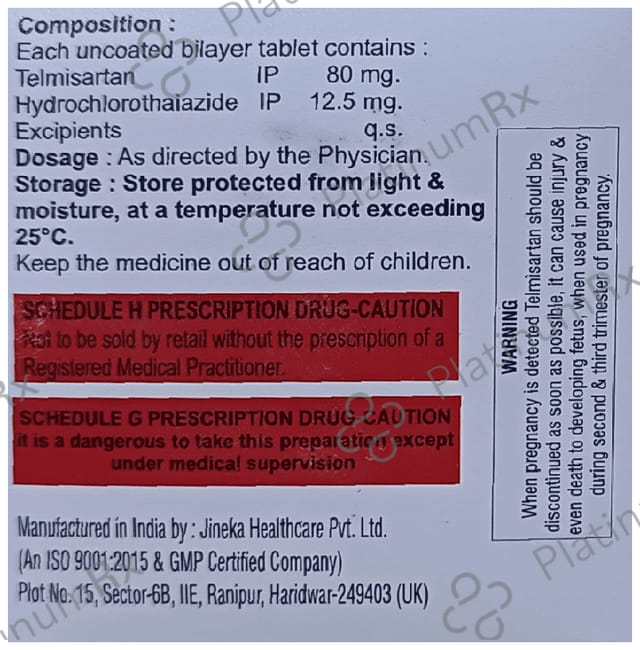 Composition :
Each uncoated bilayer tablet contains :
Telmisartan IP 80 mg.
Hydrochlorothaiazide IP 12.5 mg.
Excipients q.s.
Dosage : As directed by the Physician.
Storage : Store protected from light &
moisture, at a temperature not exceeding
25°C.
Keep the medicine out of reach of children.
SCHEDULE H PRESCRIPTION DRUG-CAUTION
Not to be sold by retail without the prescription of a
Registered Medical Practitioner.
SCHEDULE G PRESCRIPTION DRUG-CAUTION
it is a dangerous to take this preparation except
under medical supervision
Manufactured in India by : Jineka Healthcare Pvt. Ltd.
(An ISO 9001:2015 & GMP Certified Company)
Plot No. 15, Sector-6B, IIE, Ranipur, Haridwar-249403 (UK)
WARNING
When pregnancy is detected Telmisartan should be
discontinued as soon as possible, it can cause injury &
even death to developing fetus, when used in pregnancy
during second & third trimester of pregnancy.
PlatinumRx
PlatinumRx
PlatinumRx
PlatinumRx